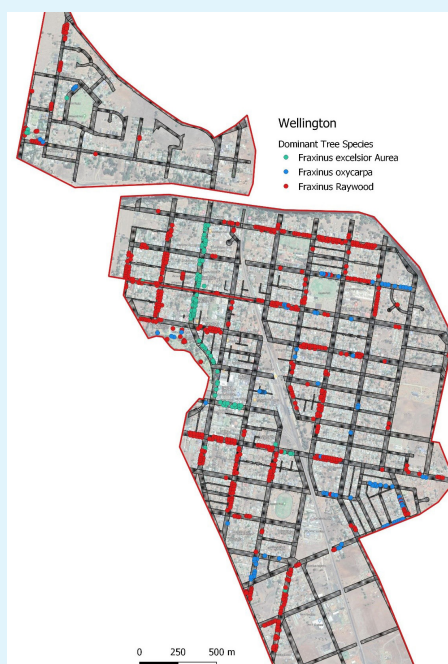 Wellington
Dominant Tree Species
Fraxinus excelsior Aurea
Fraxinus oxycarpa
Fraxinus Raywood
0 250 500 m